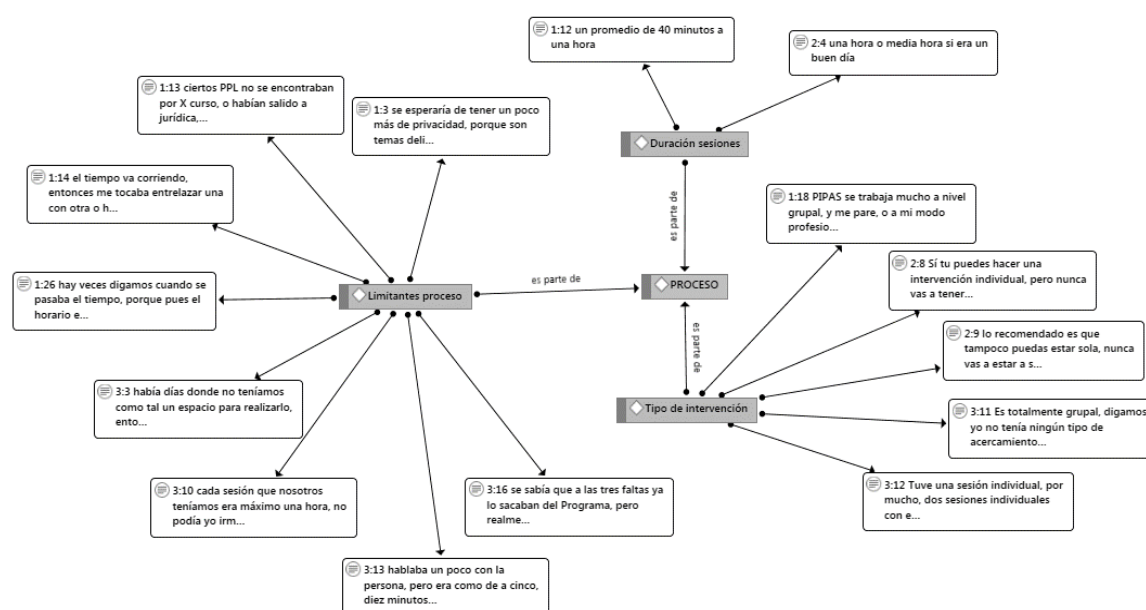 1:12 un promedio de 40 minutos a
una hora
2:4 una hora o media hora si era un
buen día
1:13 ciertos PPL no se encontraban
por X curso, o habían salido a
jurídica,...
1:3 se esperaría de tener un poco
más de privacidad, porque son
temas deli...
Duración sesiones
1:14 el tiempo va corriendo,
entonces me tocaba entrelazar una
con otra o h...
es parte de
1:18 PIPAS se trabaja mucho a nivel
grupal, y me pare, o a mi modo
profesio...
1:26 hay veces digamos cuando se
pasaba el tiempo, porque pues el
horario e...
Limitantes proceso
es parte de
PROCESO
2:8 Sí tu puedes hacer una
intervención individual, pero nunca
vas a tener...
es parte de
2:9 lo recomendado es que
tampoco puedas estar sola, nunca
vas a estar a s...
3:3 había días donde no teníamos
como tal un espacio para realizarlo,
ento...
Tipo de intervención
3:11 Es totalmente grupal, digamos
yo no tenía ningún tipo de
acercamiento...
3:10 cada sesión que nosotros
teníamos era máximo una hora, no
podía yo irm...
3:16 se sabía que a las tres faltas ya
lo sacaban del Programa, pero
realme...
3:12 Tuve una sesión individual, por
mucho, dos sesiones individuales
con e...
3:13 hablaba un poco con la
persona, pero era como de a cinco,
diez minutos...